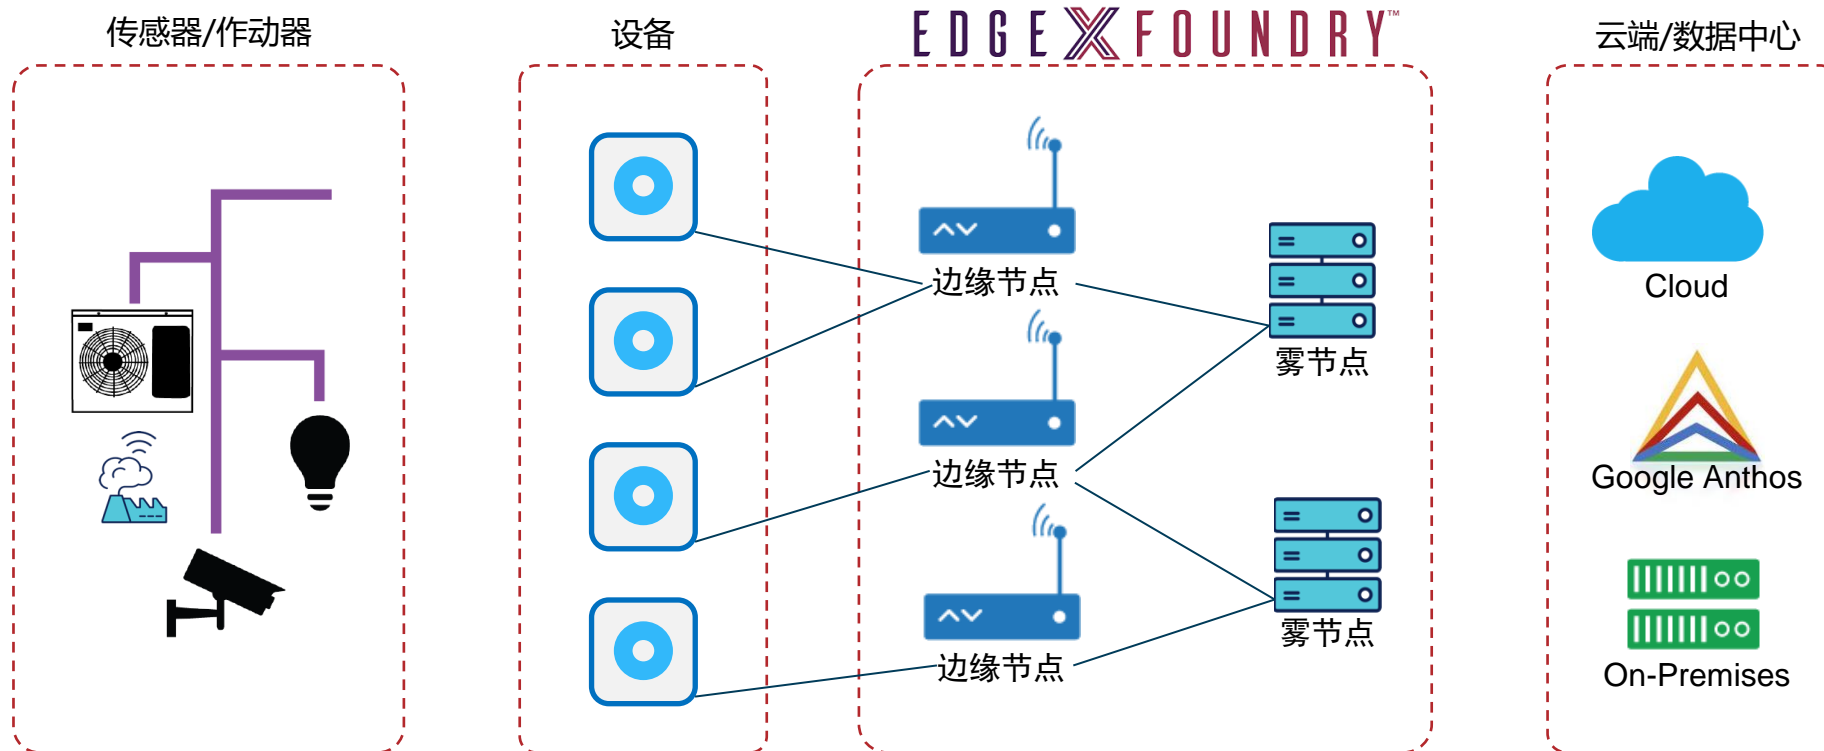 传感器/作动器
设备
EDGE X FOUNDRY™
云端/数据中心
边缘节点
Cloud
雾节点
边缘节点
Google Anthos
雾节点
边缘节点
On-Premises